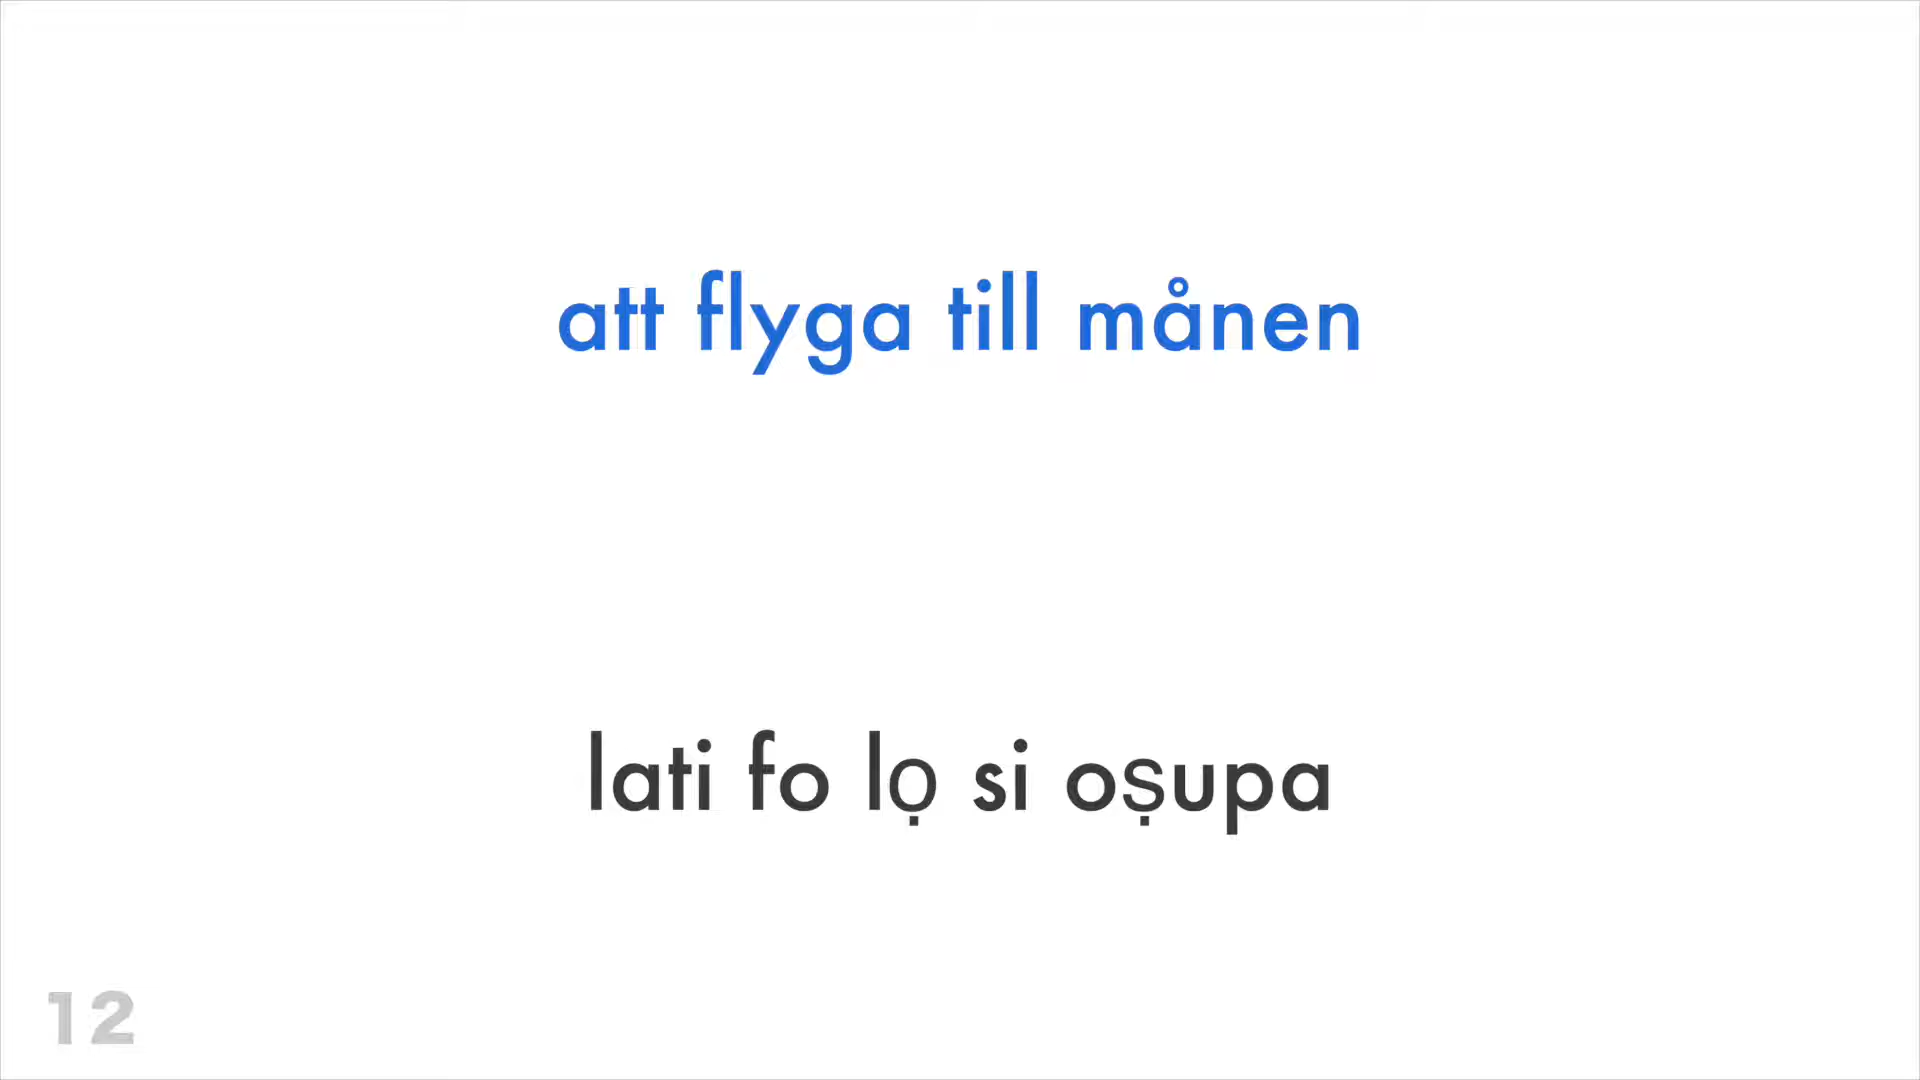 att flyga till månen
lati fo lọ si oṣupa
12